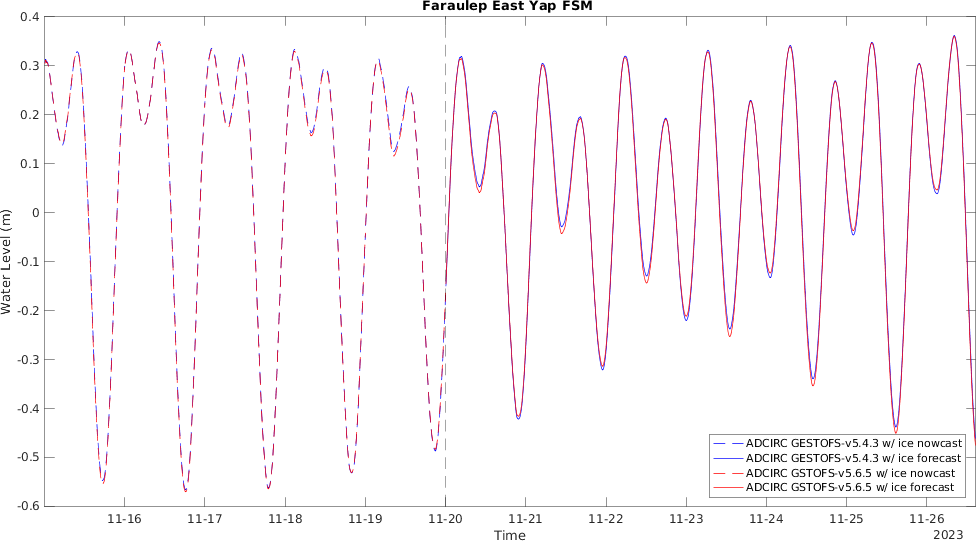 Faraulep East Yap FSM
Water Level (m)
0.4
0.3
0.2
0.1
0
-0.1
-0.2
-0.3
-0.4
-0.5
-0.6
ADCIRC GESTOFS-v5.4.3 w/ ice nowcast
ADCIRC GESTOFS-v5.4.3 w/ ice forecast
ADCIRC GSTOFS-v5.6.5 w/ ice nowcast
ADCIRC GSTOFS-v5.6.5 w/ ice forecast
11-16 11-17 11-18 11-19 11-20 11-21 11-22 11-23 11-24 11-25 11-26
Time
2023